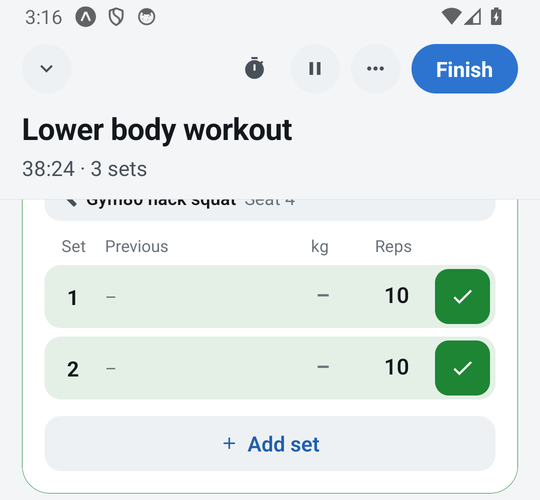 3:16
Finish
Lower body workout
38:24 · 3 sets
Gym80 hack squat Seat 4
Set Previous kg Reps
1 – – 10
2 – – 10
+ Add set